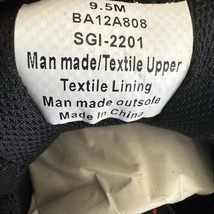 9.5M
BA12A808
SGI-2201
Man made/Textile Upper
Textile Lining
Man made outsole
Made In China